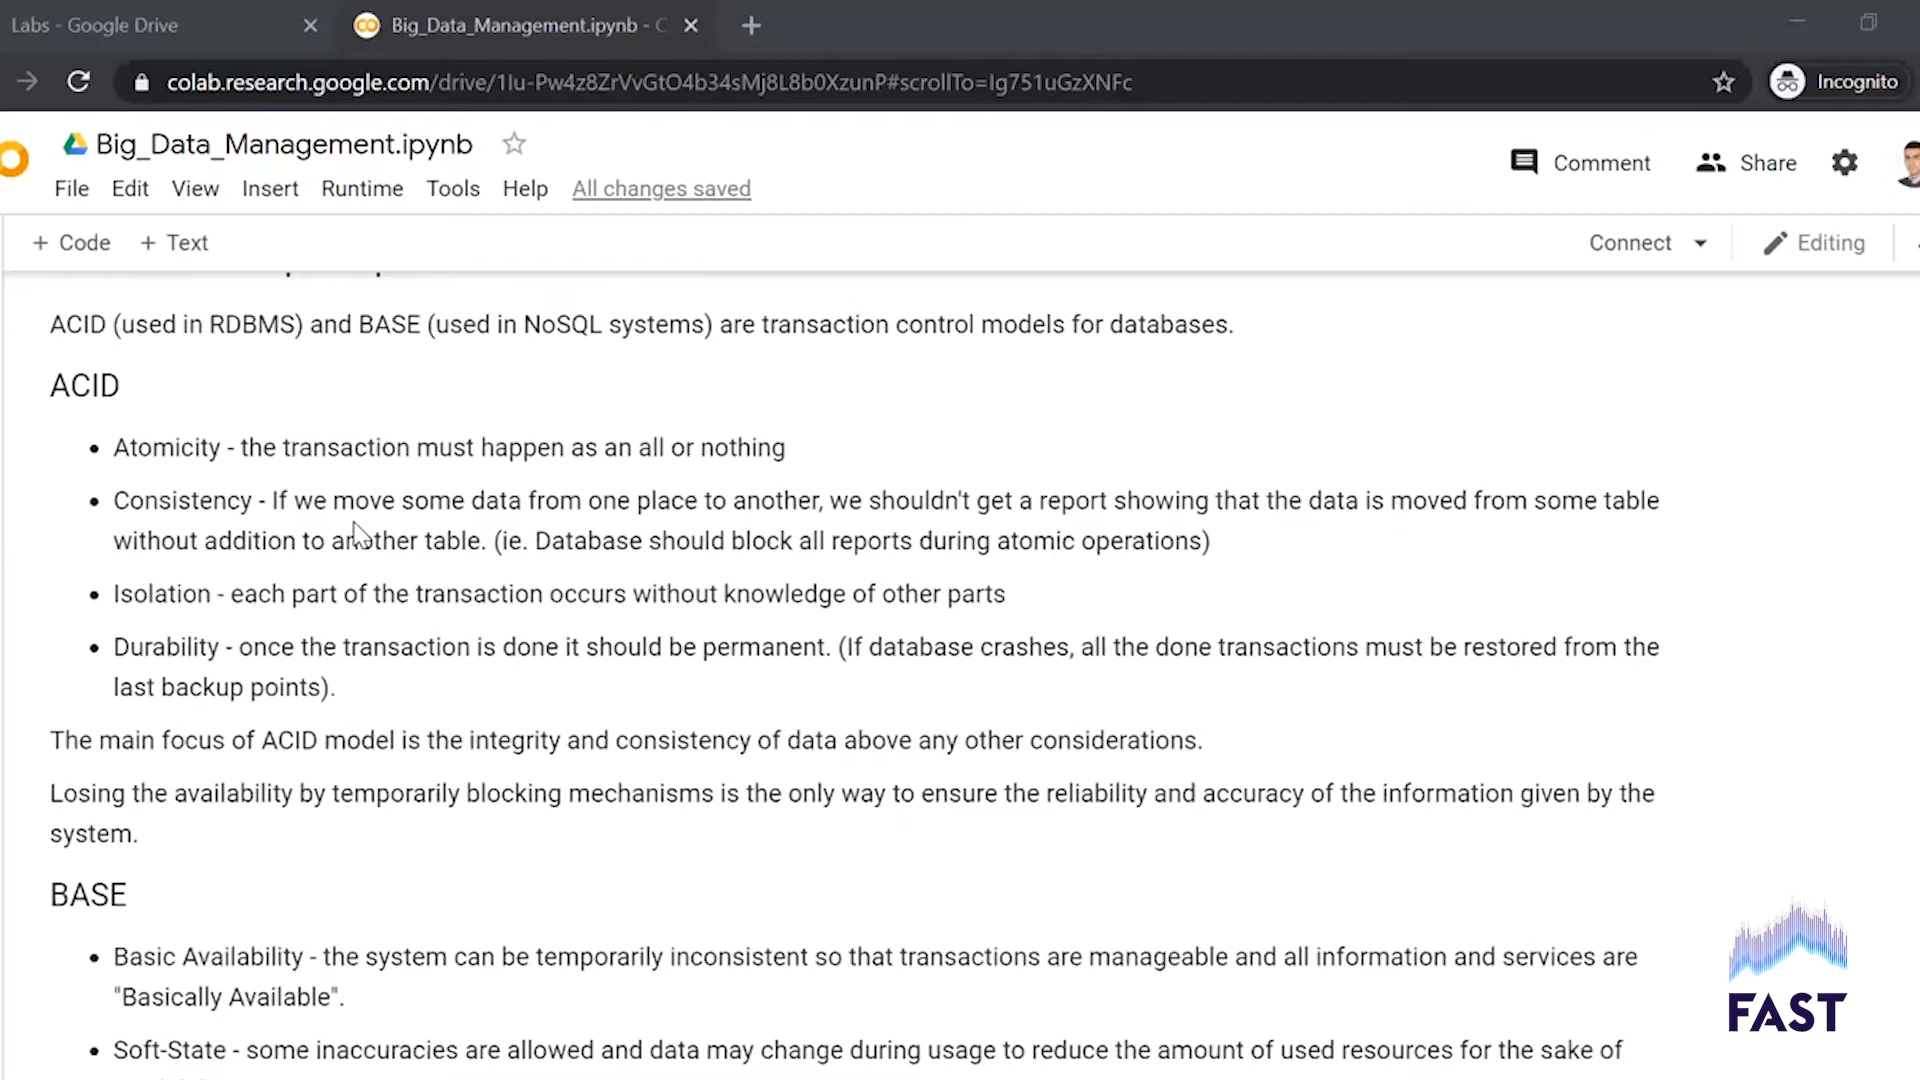 Labs - Google Drive
Big_Data_Management.ipynb -
colab.research.google.com/drive/1Iu-Pw4z8ZrVvGtO4b34sMj8L8b0XzunP#scrollTo=Ig751uGzXNFc
Incognito
Big_Data_Management.ipynb
Comment
Share
File Edit View Insert Runtime Tools Help All changes saved
+ Code + Text
Connect
Editing
ACID (used in RDBMS) and BASE (used in NoSQL systems) are transaction control models for databases.
ACID
• Atomicity - the transaction must happen as an all or nothing
• Consistency - If we move some data from one place to another, we shouldn't get a report showing that the data is moved from some table
without addition to another table. (ie. Database should block all reports during atomic operations)
• Isolation - each part of the transaction occurs without knowledge of other parts
• Durability - once the transaction is done it should be permanent. (If database crashes, all the done transactions must be restored from the
last backup points).
The main focus of ACID model is the integrity and consistency of data above any other considerations.
Losing the availability by temporarily blocking mechanisms is the only way to ensure the reliability and accuracy of the information given by the
system.
BASE
• Basic Availability - the system can be temporarily inconsistent so that transactions are manageable and all information and services are
"Basically Available".
• Soft-State - some inaccuracies are allowed and data may change during usage to reduce the amount of used resources for the sake of
FAST